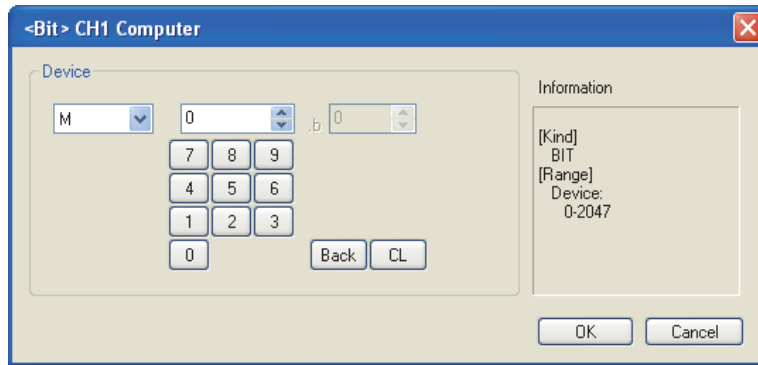 <Bit> CH1 Computer
Device
M 0 .b 0
7 8 9
4 5 6
1 2 3
0 Back CL
Information
[Kind]
BIT
[Range]
Device:
0-2047
OK Cancel